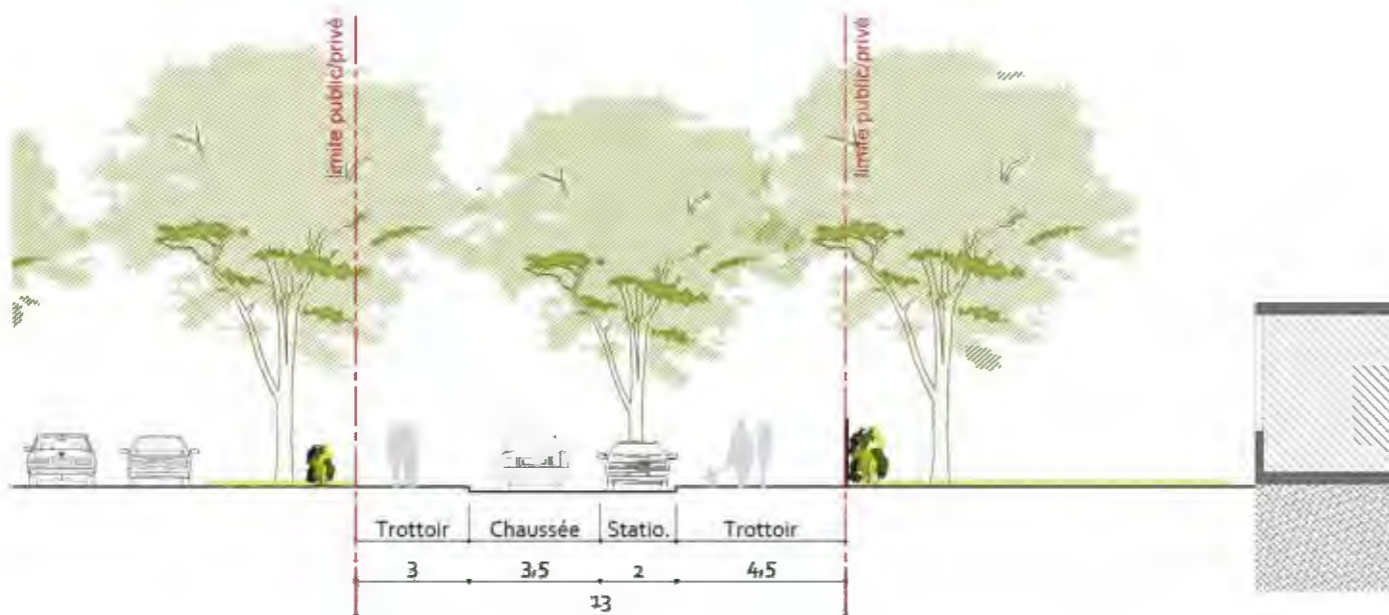 limite public/privé
limite public/privé
Trottoir Chaussée Statio. Trottoir
3 3,5 2 4,5
13